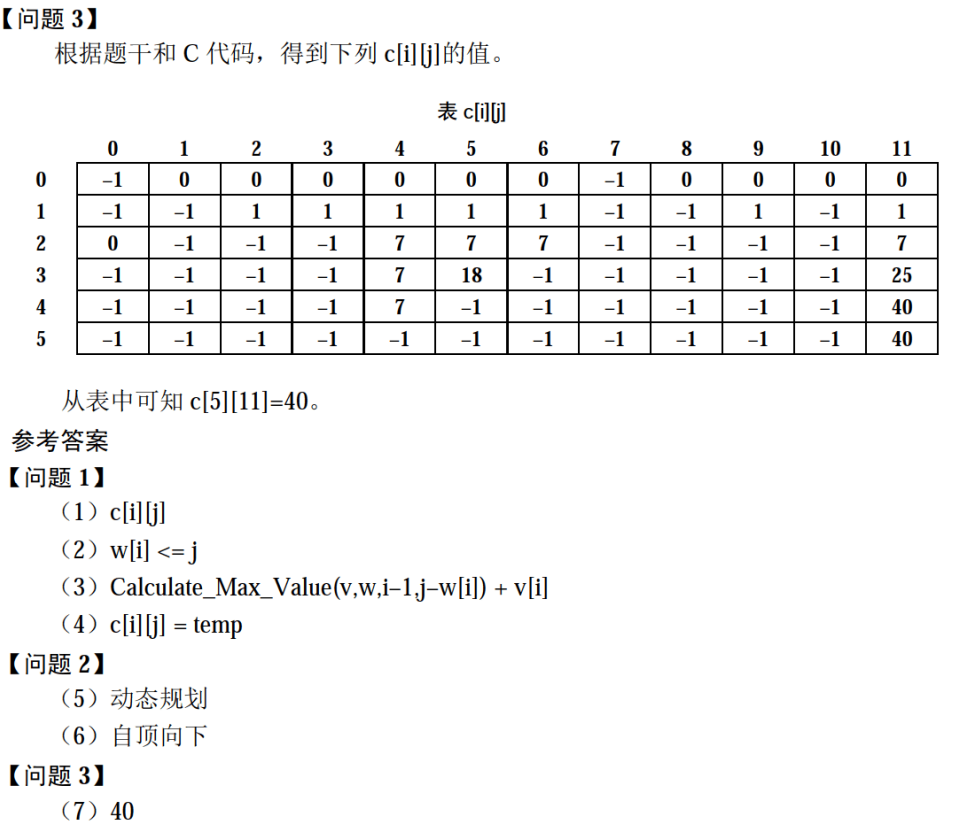 【问题 3】
根据题干和 C 代码，得到下列 c[i][j]的值。
表 c[i][j]
0 1 2 3 4 5 6 7 8 9 10 11
0 –1 0 0 0 0 0 0 –1 0 0 0 0
1 –1 –1 1 1 1 1 1 –1 –1 1 –1 1
2 0 –1 –1 –1 7 7 7 –1 –1 –1 –1 7
3 –1 –1 –1 –1 7 18 –1 –1 –1 –1 –1 25
4 –1 –1 –1 –1 7 –1 –1 –1 –1 –1 –1 40
5 –1 –1 –1 –1 –1 –1 –1 –1 –1 –1 –1 40
从表中可知 c[5][11]=40。
参考答案
【问题 1】
（1）c[i][j]
（2）w[i] <= j
（3）Calculate_Max_Value(v,w,i–1,j–w[i]) + v[i]
（4）c[i][j] = temp
【问题 2】
（5）动态规划
（6）自顶向下
【问题 3】
（7）40